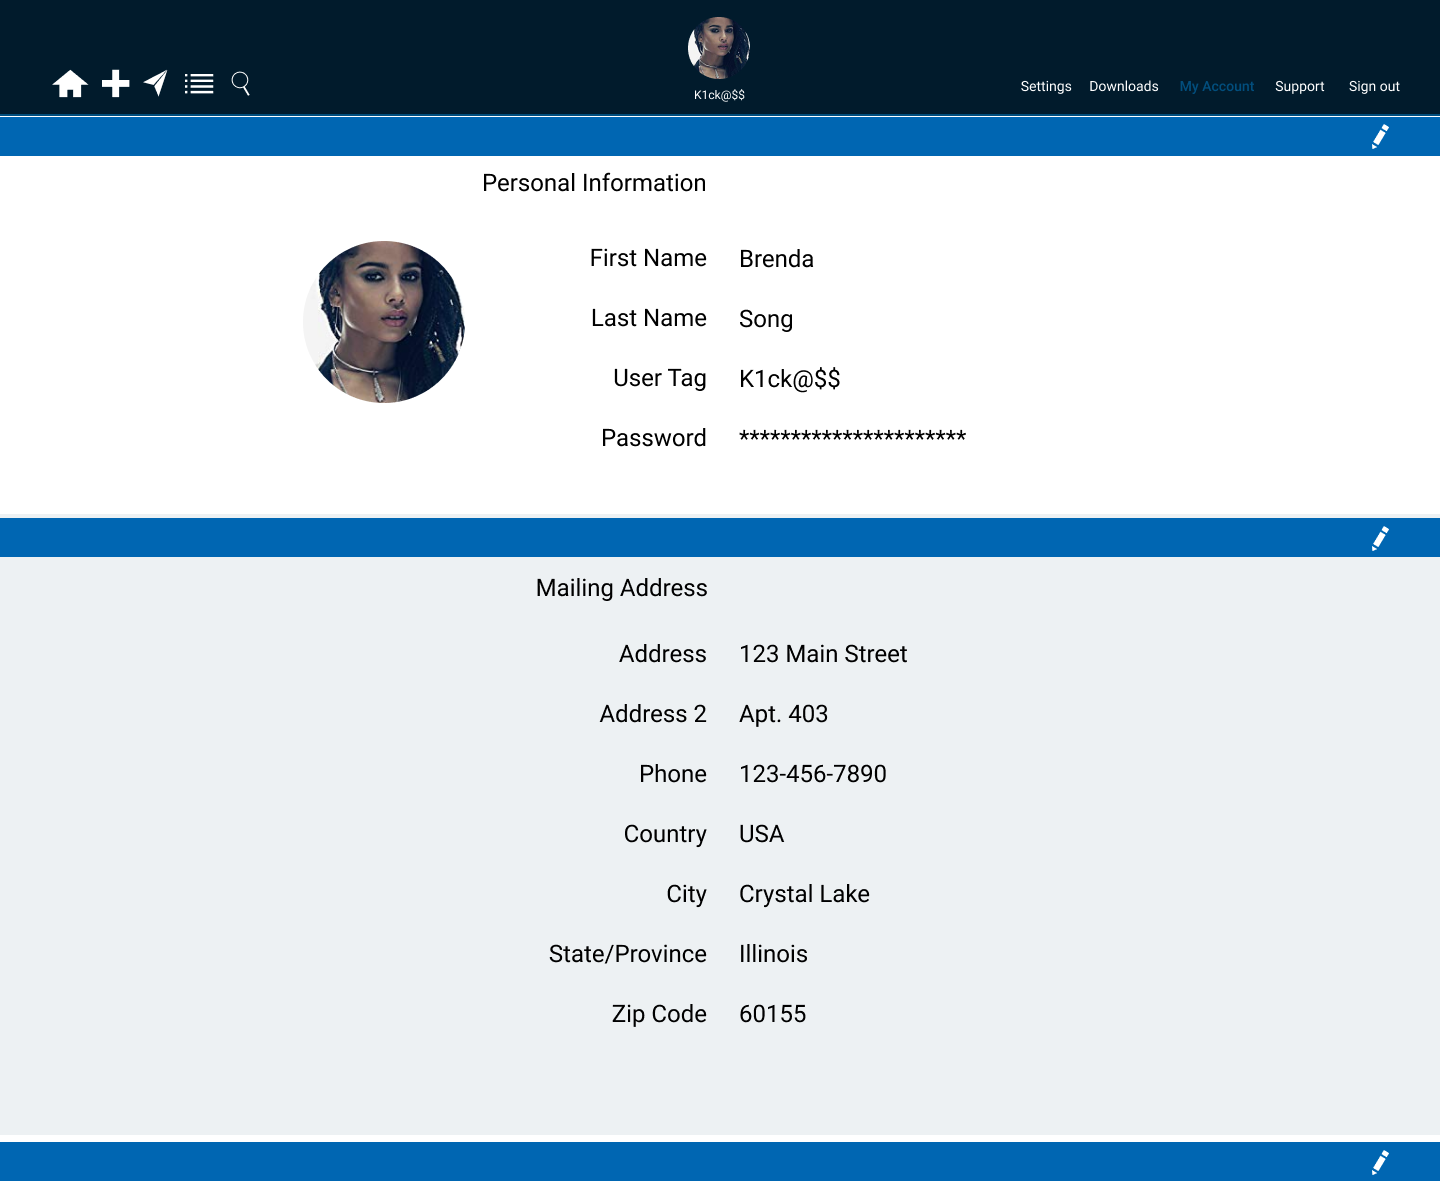 K1ck@$$
Settings Downloads My Account Support Sign out
Personal Information
First Name Brenda
Last Name Song
User Tag K1ck@$$
Password **********************
Mailing Address
Address 123 Main Street
Address 2 Apt. 403
Phone 123-456-7890
Country USA
City Crystal Lake
State/Province Illinois
Zip Code 60155